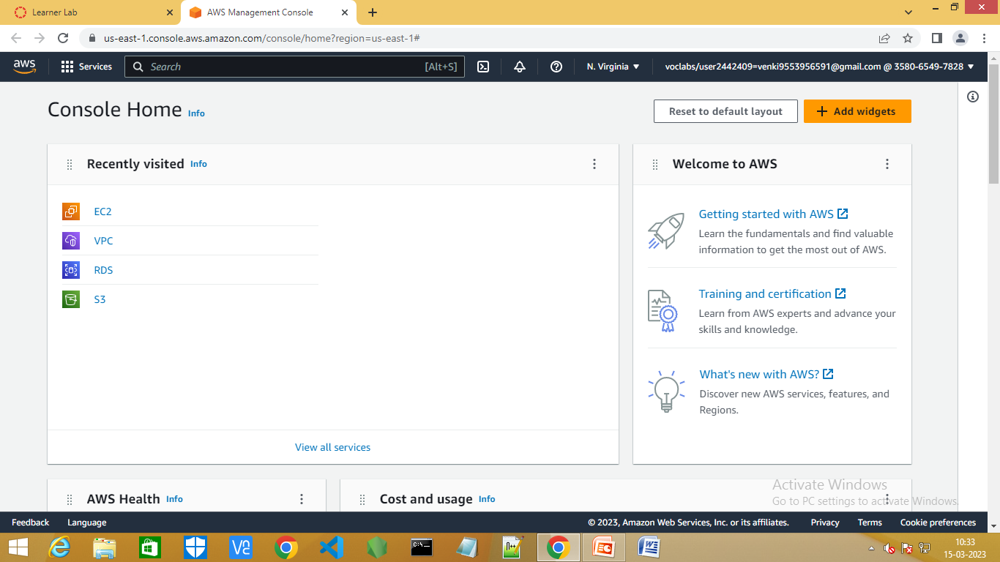 Learner Lab
AWS Management Console
us-east-1.console.aws.amazon.com/console/home?region=us-east-1#
aws
Services
Search
[Alt+S]
N. Virginia
voclabs/user2442409=venki9553956591@gmail.com @ 3580-6549-7828
Console Home Info
Reset to default layout
Add widgets
Recently visited Info
EC2
VPC
RDS
S3
View all services
Welcome to AWS
Getting started with AWS
Learn the fundamentals and find valuable
information to get the most out of AWS.
Training and certification
Learn from AWS experts and advance your
skills and knowledge.
What's new with AWS?
Discover new AWS services, features, and
Regions.
AWS Health Info
Cost and usage Info
Activate Windows
Go to PC settings to activate Windows.
Feedback
Language
© 2023, Amazon Web Services, Inc. or its affiliates.
Privacy
Terms
Cookie preferences
10:33
15-03-2023